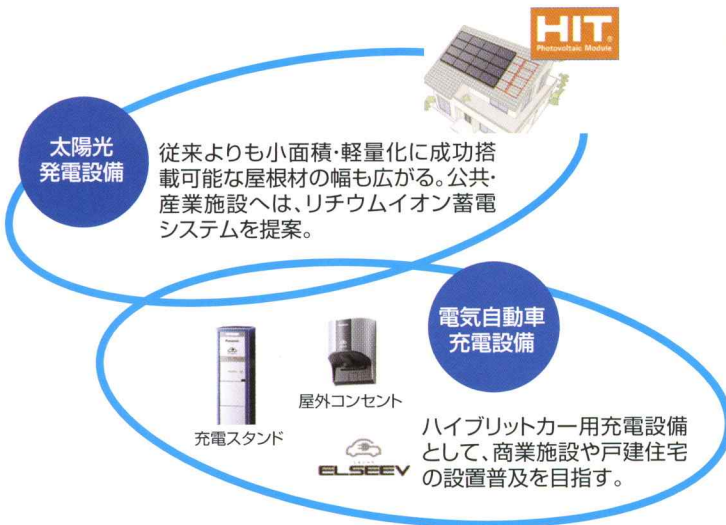 HIT®
Photovoltaic Module
太陽光
発電設備
従来よりも小面積・軽量化に成功搭
載可能な屋根材の幅も広がる。公共・
産業施設へは、リチウムイオン蓄電
システムを提案。
電気自動車
充電設備
屋外コンセント
充電スタンド
ELSEEV
ハイブリットカー用充電設備
として、商業施設や戸建住宅
の設置普及を目指す。